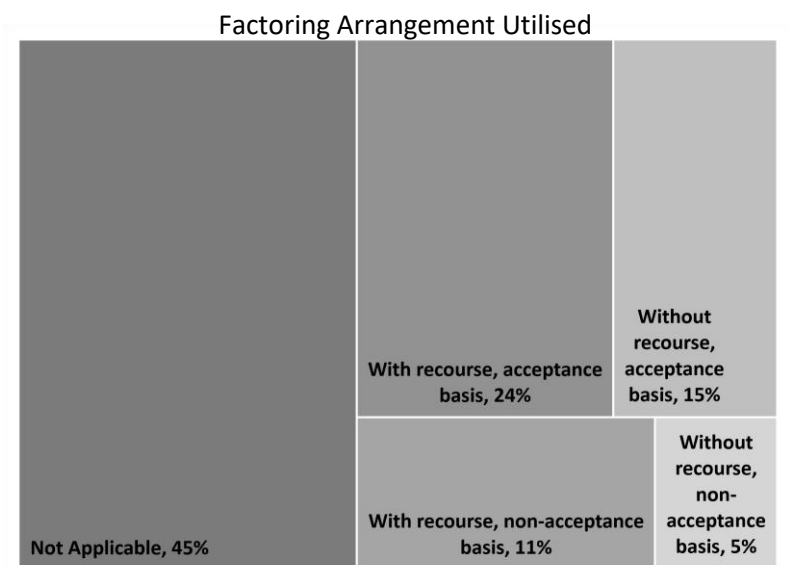 Factoring Arrangement Utilised
Not Applicable, 45%
With recourse, acceptance
basis, 24%
Without
recourse,
acceptance
basis, 15%
With recourse, non-acceptance
basis, 11%
Without
recourse,
non-
acceptance
basis, 5%